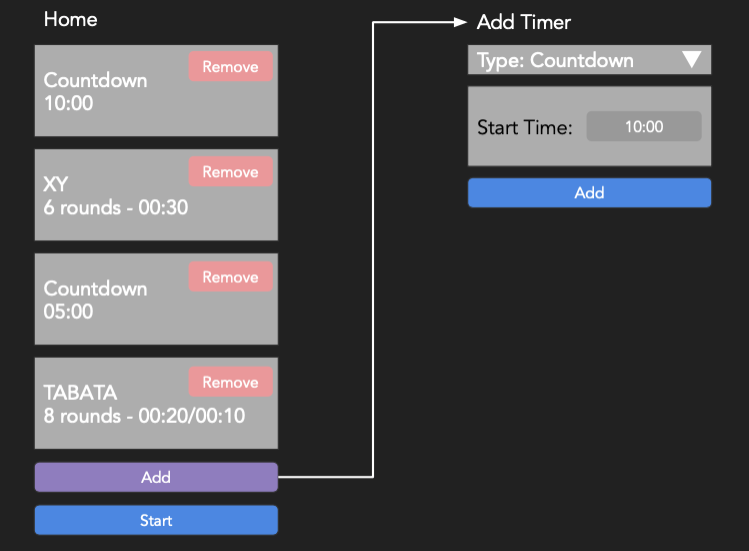 Home
Remove
Countdown
10:00
Remove
XY
6 rounds - 00:30
Remove
Countdown
05:00
Remove
TABATA
8 rounds - 00:20/00:10
Add
Start
Add Timer
Type: Countdown
Start Time:
10:00
Add